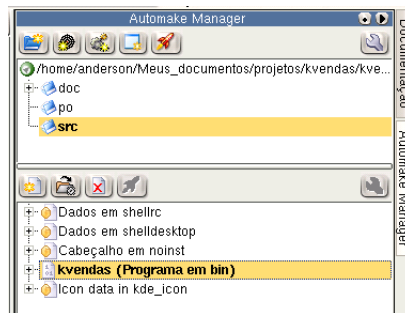 Automake Manager
/home/anderson/Meus_documentos/projetos/kvendas/kve...
doc
po
src
Dados em shellrc
Dados em shelldesktop
Cabeçalho em noinst
kvendas (Programa em bin)
Icon data in kde_icon
Documentação
Automake Manager